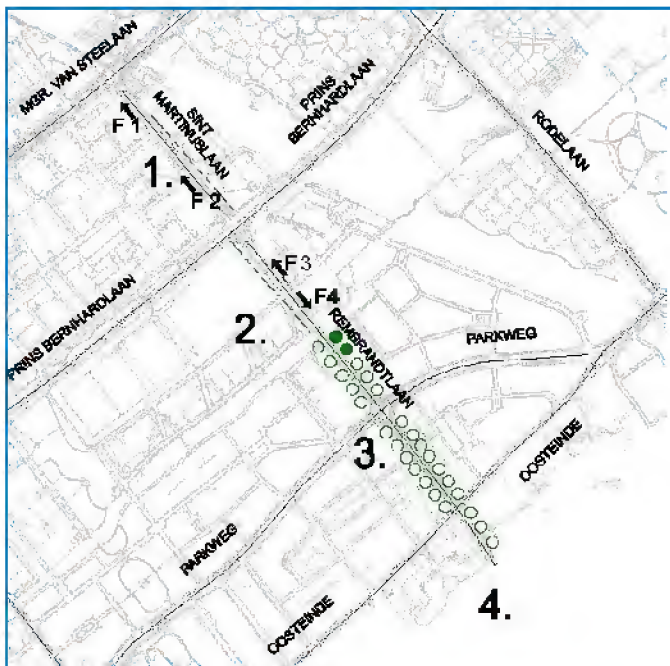 MGR. VAN STEELAAN
SINT
MARTINUSLAAN
PRINS
BERNHARDLAAN
RODELAAN
F 1
1.
F 2
F 3
F4
PRINS BERNHARDLAAN
2.
REMBRANDTLAAN
PARKWEG
3.
OOSTEINDE
PARKWEG
OOSTEINDE
4.